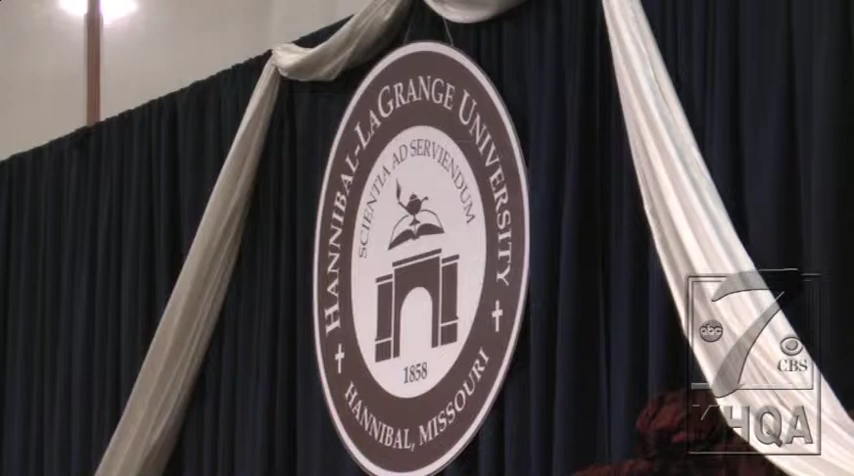 HANNIBAL-LAGRANGE UNIVERSITY
SCIENTIA AD SERVIENDUM
1858
HANNIBAL, MISSOURI
7
abc
CBS
KHQA